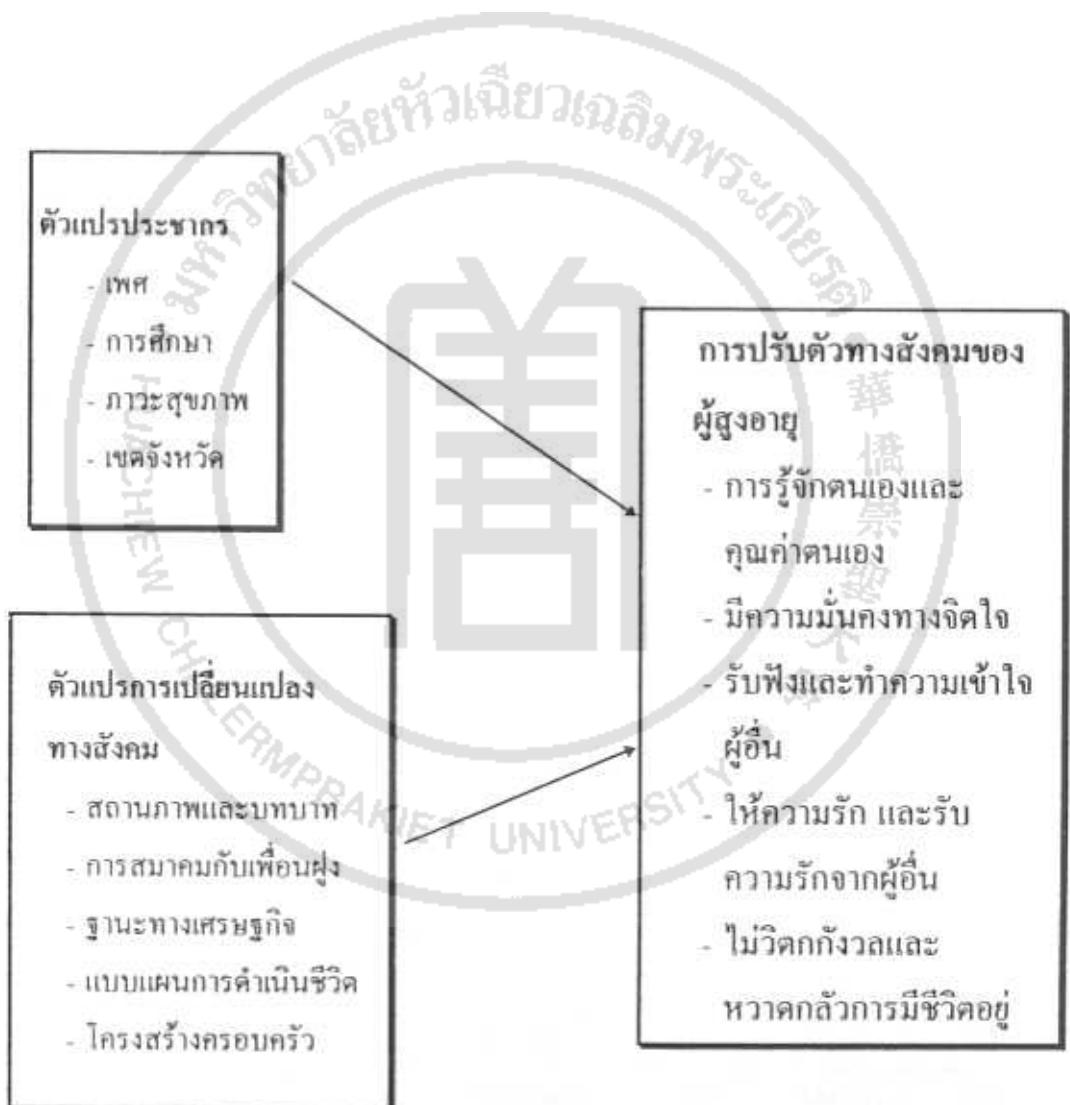 มหาวิทยาลัยหัวเฉียวเฉลิมพระเกียรติ
HUACHIEW CHALERMPRAKIET UNIVERSITY
華僑崇聖大學
ตัวแปรประชากร
- เพศ
- การศึกษา
- ภาวะสุขภาพ
- เขตจังหวัด
ตัวแปรการเปลี่ยนแปลง
ทางสังคม
- สถานภาพและบทบาท
- การสมาคมกับเพื่อนฝูง
- ฐานะทางเศรษฐกิจ
- แบบแผนการดำเนินชีวิต
- โครงสร้างครอบครัว
การปรับตัวทางสังคมของ
ผู้สูงอายุ
- การรู้จักตนเองและ
คุณค่าตนเอง
- มีความมั่นคงทางจิตใจ
- รับฟังและทำความเข้าใจ
ผู้อื่น
- ให้ความรัก และรับ
ความรักจากผู้อื่น
- ไม่วิตกกังวลและ
หวาดกลัวการมีชีวิตอยู่